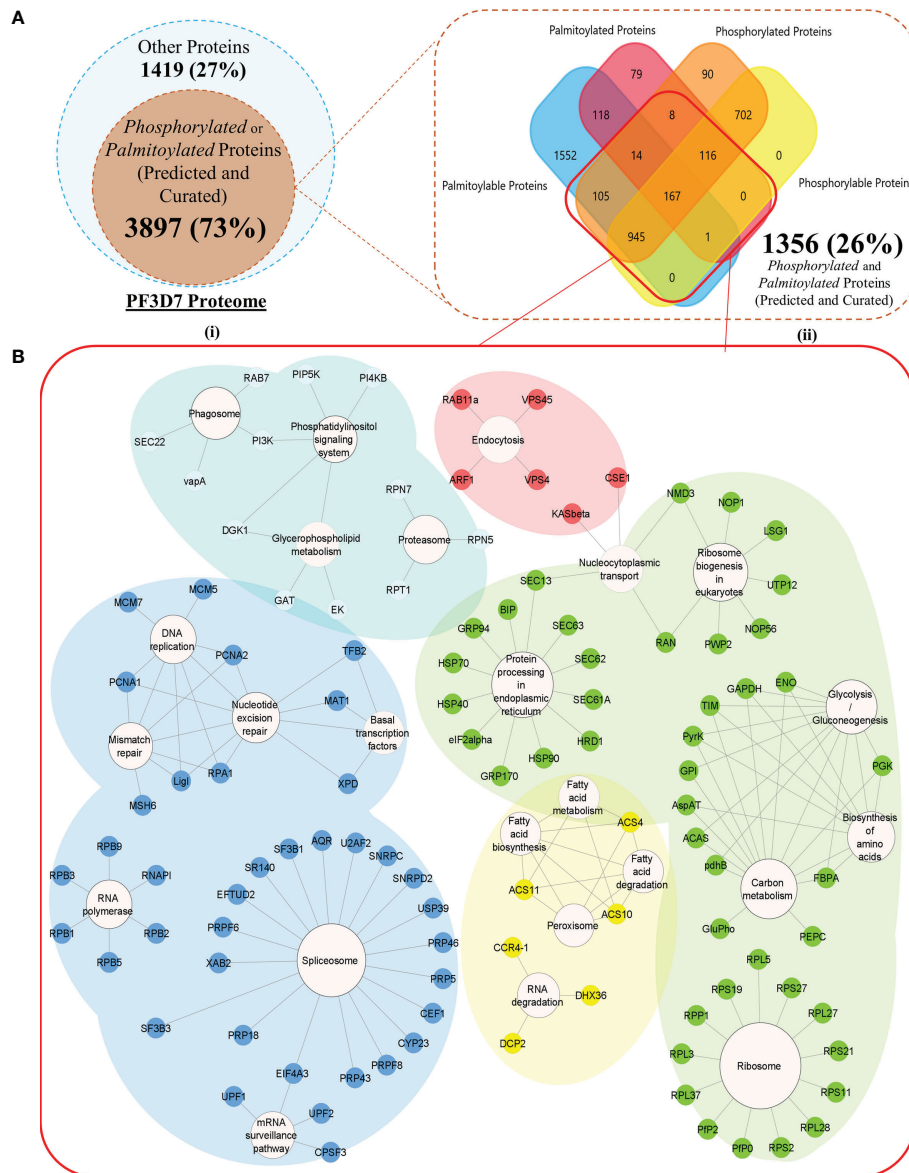 A
Other Proteins
1419 (27%)
Phosphorylated or
Palmitoylated Proteins
(Predicted and
Curated)
3897 (73%)
PF3D7 Proteome
(i)
Palmitoylated Proteins
Phosphorylated Proteins
79
90
118
8
702
1552
14
116
0
Palmitoylable Proteins
Phosphorylable Protein
105
167
0
945
1
0
1356 (26%)
Phosphorylated and
Palmitoylated Proteins
(Predicted and Curated)
(ii)
B
RAB7
PIP5K
PI4KB
Phagosome
Phosphatidylinositol
signaling
system
SEC22
PI3K
vapA
RPN7
DGK1
Glycerophospholipid
metabolism
Proteasome
RPN5
GAT
EK
RPT1
RAB11a
VPS45
Endocytosis
ARF1
VPS4
CSE1
KASbeta
NMD3
NOP1
LSG1
Nucleocytoplasmic
transport
Ribosome
biogenesis in
eukaryotes
UTP12
NOP56
PWP2
RAN
SEC13
BIP
SEC63
GRP94
SEC62
HSP70
Protein
processing in
endoplasmic
reticulum
HSP40
SEC61A
eIF2alpha
HRD1
HSP90
GRP170
MCM7
MCM5
DNA
replication
PCNA2
TFB2
PCNA1
MAT1
Nucleotide
excision
repair
Basal
transcription
factors
Mismatch
repair
LigI
RPA1
XPD
MSH6
GAPDH
ENO
TIM
Glycolysis
/
Gluconeogenesis
PyrK
PGK
GPI
AspAT
Biosynthesis
of
amino
acids
ACAS
pdhB
FBPA
Carbon
metabolism
GluPho
PEPC
Fatty
acid
metabolism
Fatty
acid
biosynthesis
ACS4
Fatty
acid
degradation
ACS11
ACS10
Peroxisome
CCR4-1
RNA
degradation
DHX36
DCP2
RPB9
RPB3
RNAPI
RNA
polymerase
RPB1
RPB2
RPB5
SF3B1
AQR
U2AF2
SNRPC
SR140
SNRPD2
EFTUD2
USP39
PRPF6
PRP46
XAB2
Spliceosome
PRP5
SF3B3
CEF1
PRP18
CYP23
EIF4A3
PRPF8
PRP43
UPF1
UPF2
mRNA
surveillance
pathway
CPSF3
RPL5
RPS19
RPS27
RPP1
RPL27
RPL3
RPS21
Ribosome
RPL37
RPS11
PfP2
RPL28
PfP0
RPS2